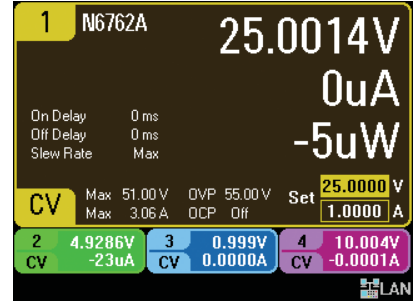 1 N6762A 25.0014V
0uA
-5uW
On Delay 0 ms
Off Delay 0 ms
Slew Rate Max
CV Max 51.00 V OVP 55.00 V Set 25.0000 V
Max 3.06 A OCP Off 1.0000 A
2 4.9286V 3 0.999V 4 10.004V
CV -23uA CV 0.0000A CV -0.0001A
LAN